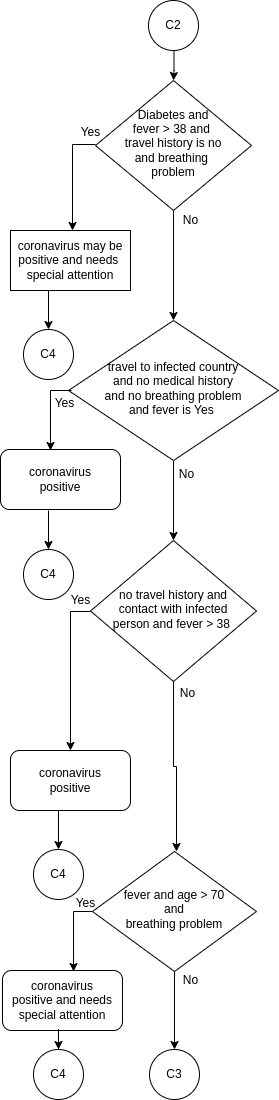 C2
Diabetes and
fever > 38 and
travel history is no
and breathing
problem
Yes
No
coronavirus may be
positive and needs
special attention
C4
travel to infected country
and no medical history
and no breathing problem
and fever is Yes
Yes
No
coronavirus
positive
C4
no travel history and
contact with infected
person and fever > 38
Yes
No
coronavirus
positive
C4
fever and age > 70
and
breathing problem
Yes
No
coronavirus
positive and needs
special attention
C4
C3